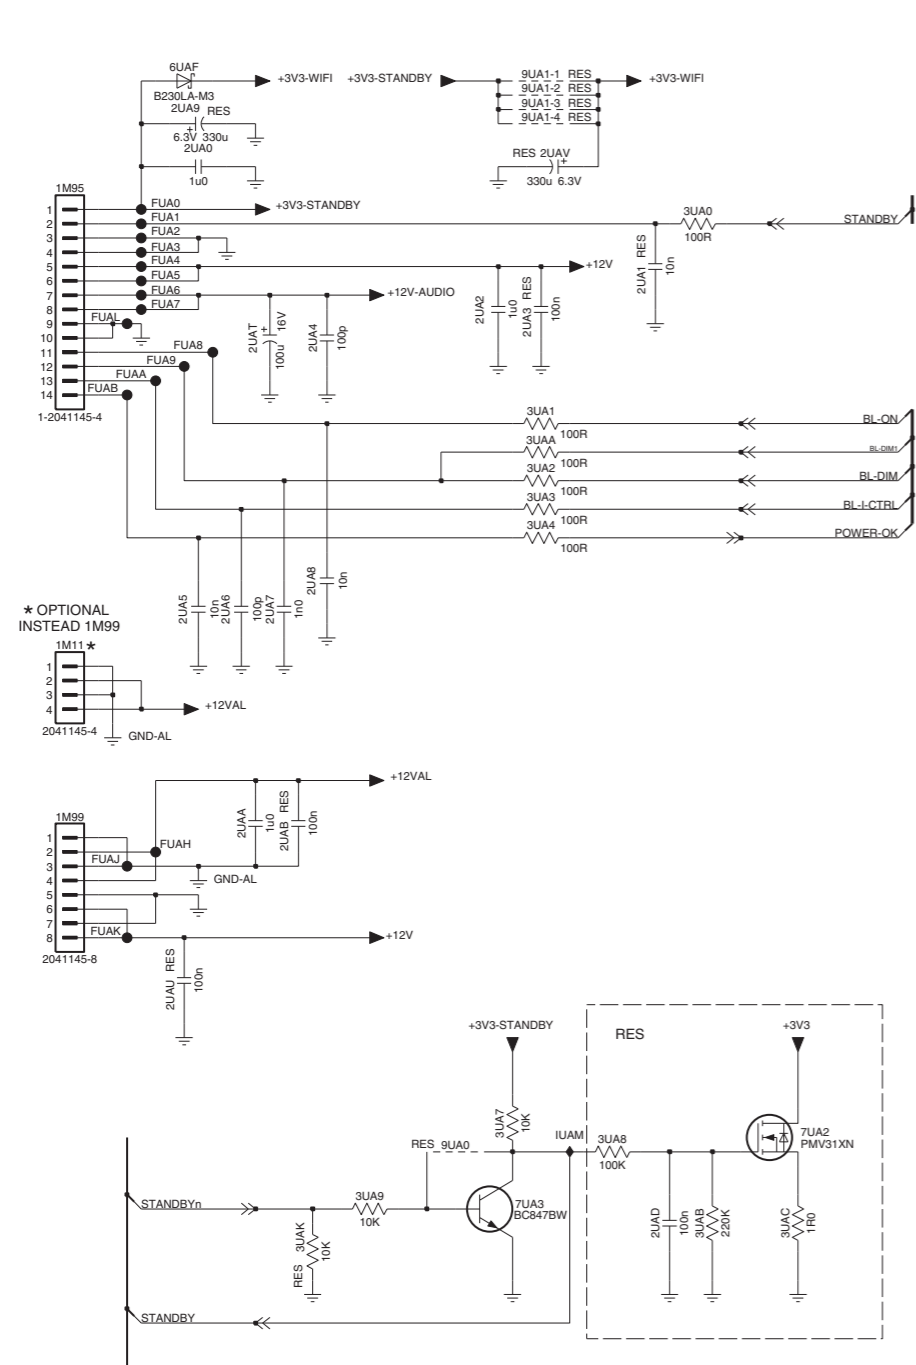 6UAF
+3V3-WIFI
+3V3-STANDBY
9UA1-1 RES
+3V3-WIFI
B230LA-M3
9UA1-2 RES
2UA9
RES
9UA1-3 RES
9UA1-4 RES
6.3V 330u
+
2UA0
RES 2UAV
+
1u0
330u 6.3V
1M95
1
FUA0
+3V3-STANDBY
2
FUA1
3UA0
100R
STANDBY
3
FUA2
4
FUA3
5
FUA4
+12V
6
FUA5
7
FUA6
+12V-AUDIO
8
FUA7
9
FUAL
10
11
FUA8
12
FUA9
13
FUAA
14
FUAB
1-2041145-4
2UAT
+
16V
100u
2UA4
100p
2UA2
1u0
2UA3 RES
100n
2UA1 RES
10n
3UA1
100R
BL-ON
3UAA
100R
BL-DIM1
3UA2
100R
BL-DIM
3UA3
100R
BL-I-CTRL
3UA4
100R
POWER-OK
2UA5
10n
2UA6
100p
2UA7
1n0
2UA8
10n
* OPTIONAL
INSTEAD 1M99
1M11 *
1
2
3
4
+12VAL
2041145-4
GND-AL
+12VAL
1M99
2UAA
1u0
2UAB RES
100n
1
2
FUAH
3
FUAJ
4
GND-AL
5
6
7
8
FUAK
+12V
2041145-8
2UAU RES
100n
+3V3-STANDBY
RES
+3V3
3UA7
10K
IUAM
3UA8
100K
7UA2
PMV31XN
RES 9UA0
STANDBYn
3UA9
10K
7UA3
BC847BW
2UAD
100n
3UAB
220K
3UAC
1R0
RES 3UAK
10K
STANDBY